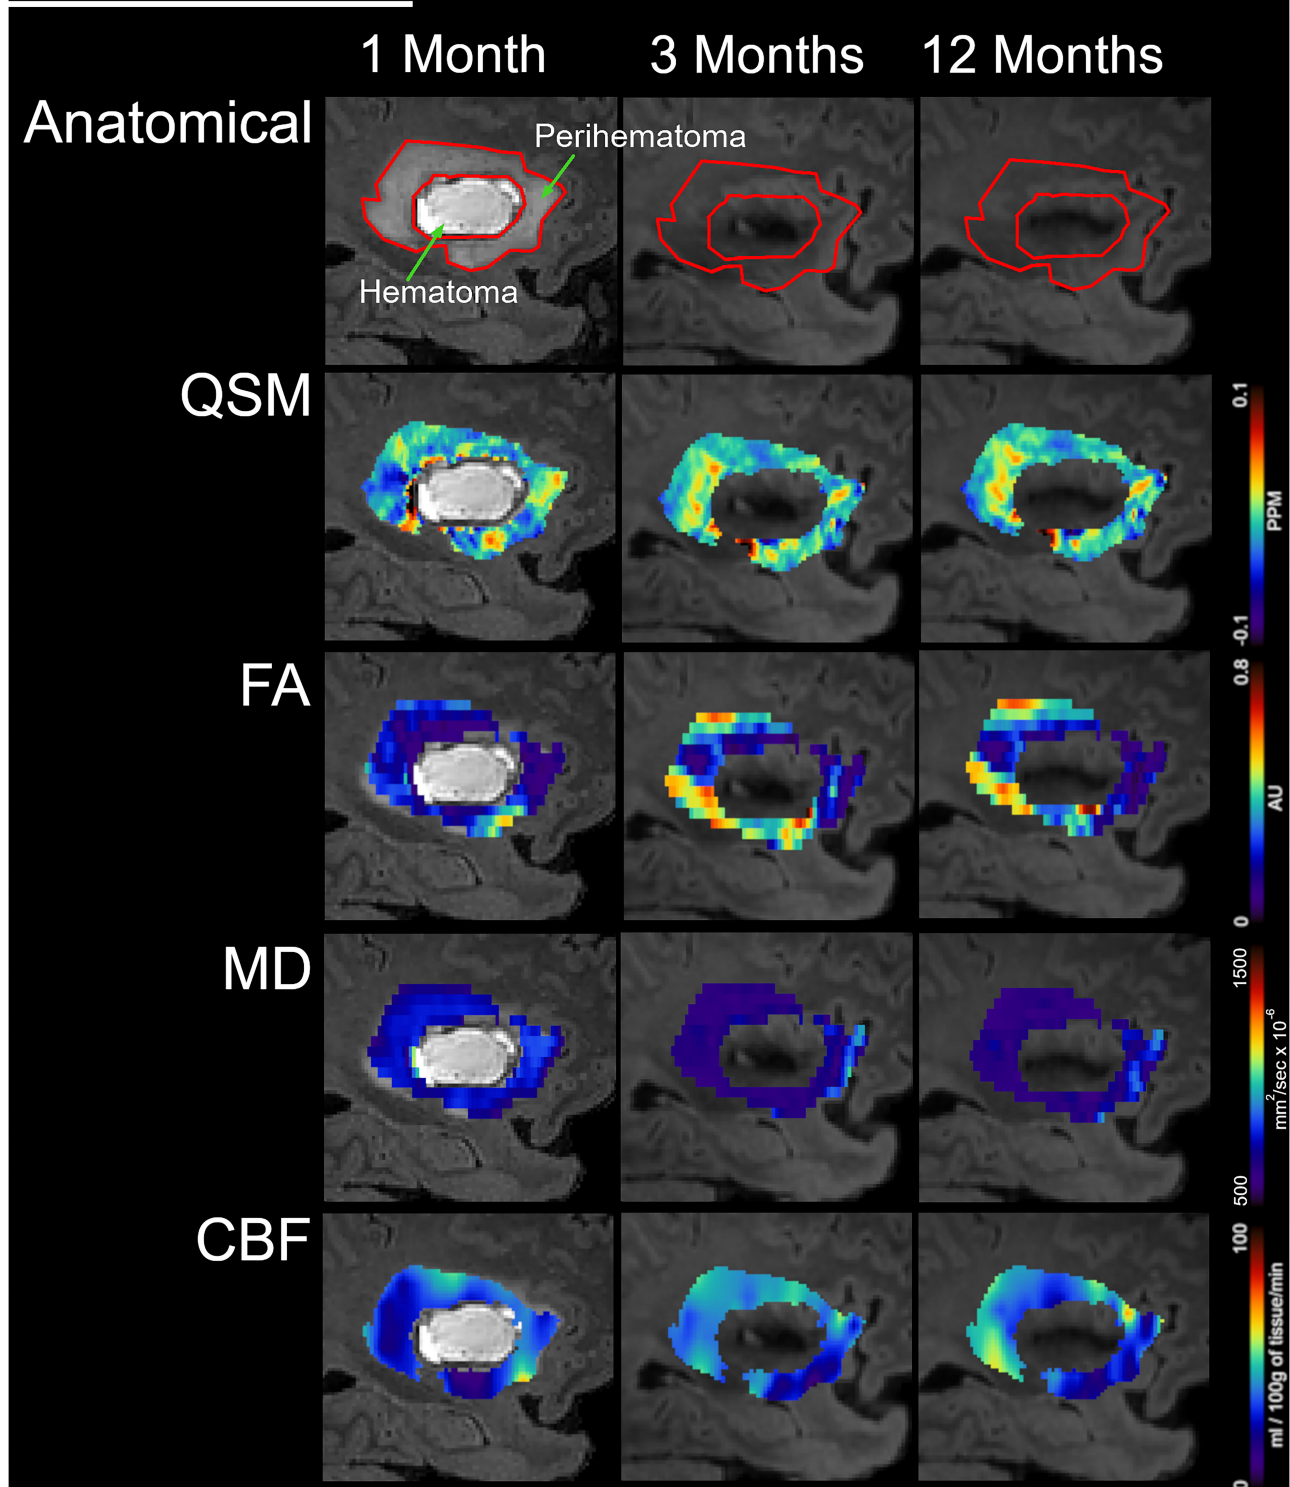 1 Month
3 Months
12 Months
Anatomical
Perihematoma
Hematoma
QSM
0.1
PPM
-0.1
FA
0.8
AU
0
MD
1500
mm²/sec x 10⁻⁶
500
CBF
100
ml / 100g of tissue/min
0